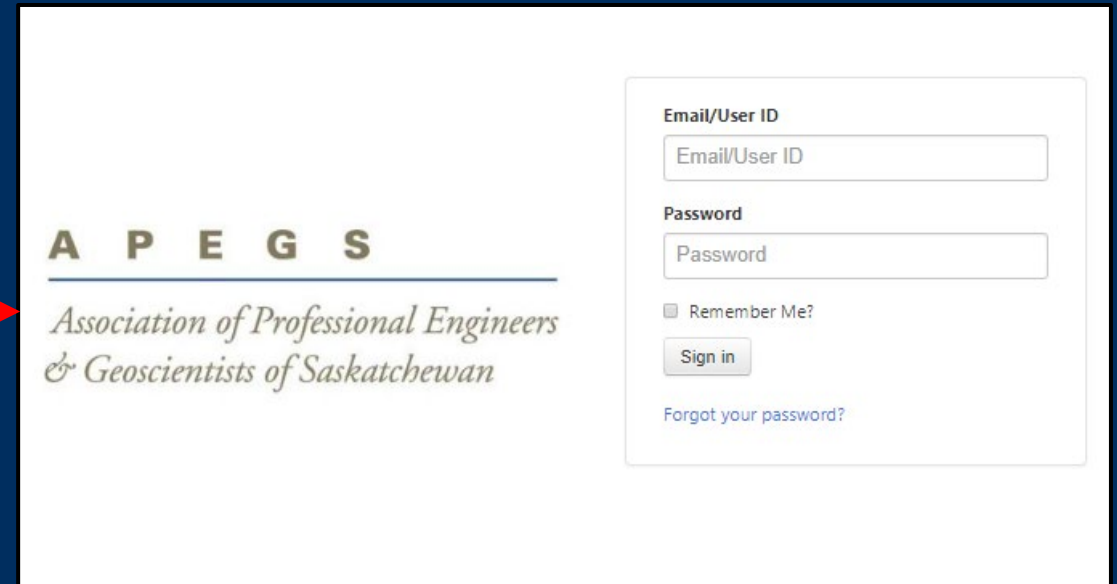 A P E G S
Association of Professional Engineers
& Geoscientists of Saskatchewan
Email/User ID
Email/User ID
Password
Password
Remember Me?
Sign in
Forgot your password?